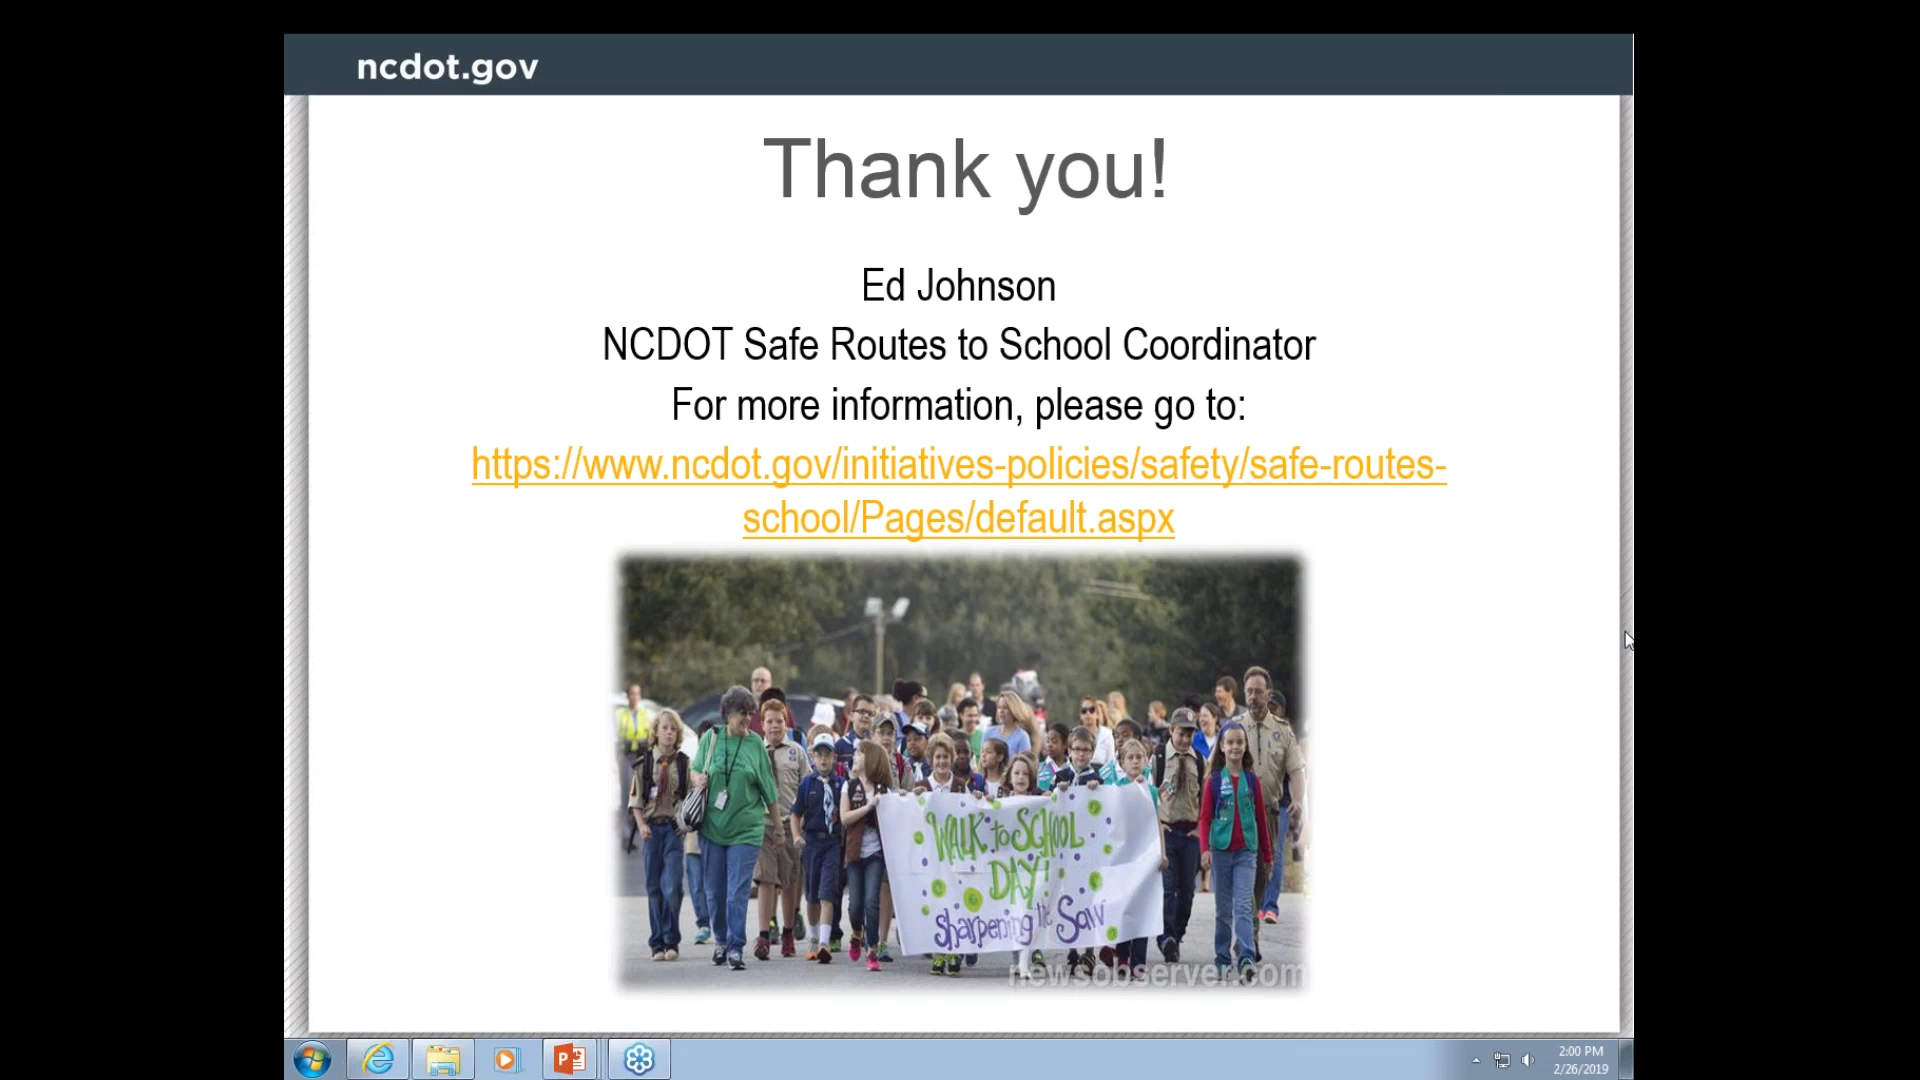 ncdot.gov
Thank you!
Ed Johnson
NCDOT Safe Routes to School Coordinator
For more information, please go to:
https://www.ncdot.gov/initiatives-policies/safety/safe-routes-
school/Pages/default.aspx
WALK to SCHOOL
DAY!
Sharpening the Saw
newsobserver.com
2:00 PM
2/26/2019